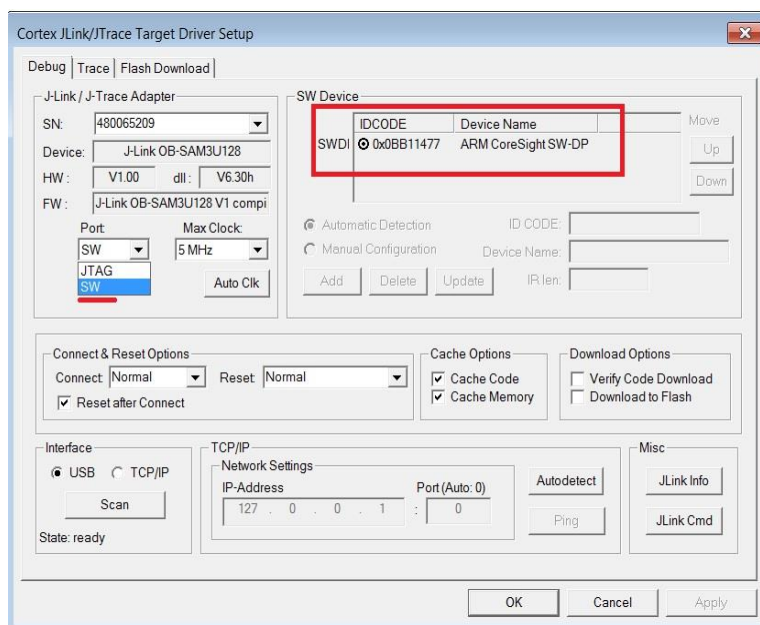 Cortex JLink/JTrace Target Driver Setup
Debug Trace Flash Download
J-Link / J-Trace Adapter
SN: 480065209
Device: J-Link OB-SAM3U128
HW : V1.00 dll : V6.30h
FW : J-Link OB-SAM3U128 V1 compi
Port: Max Clock:
SW 5 MHz
JTAG
SW
Auto Clk
SW Device
IDCODE Device Name
SWDI 0x0BB11477 ARM CoreSight SW-DP
Move
Up
Down
Automatic Detection ID CODE:
Manual Configuration Device Name:
Add Delete Update IR len:
Connect & Reset Options
Connect: Normal Reset: Normal
Reset after Connect
Cache Options
Cache Code
Cache Memory
Download Options
Verify Code Download
Download to Flash
Interface
USB TCP/IP
Scan
State: ready
TCP/IP
Network Settings
IP-Address Port (Auto: 0)
127 . 0 . 0 . 1 : 0
Autodetect
Ping
Misc
JLink Info
JLink Cmd
OK Cancel Apply